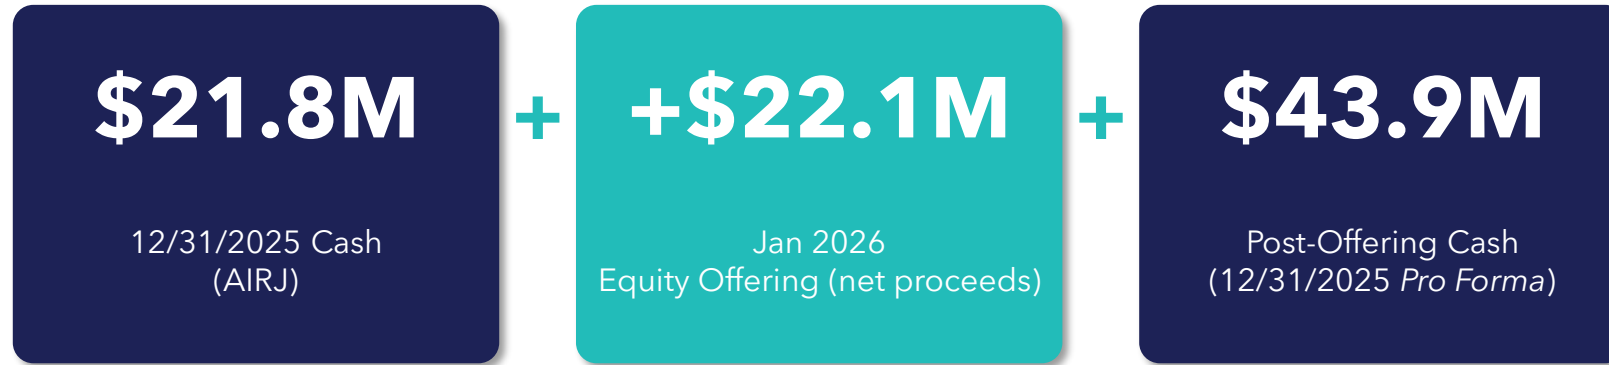 $21.8M
12/31/2025 Cash
(AIRJ)
+
+$22.1M
Jan 2026
Equity Offering (net proceeds)
+
$43.9M
Post-Offering Cash
(12/31/2025 Pro Forma)